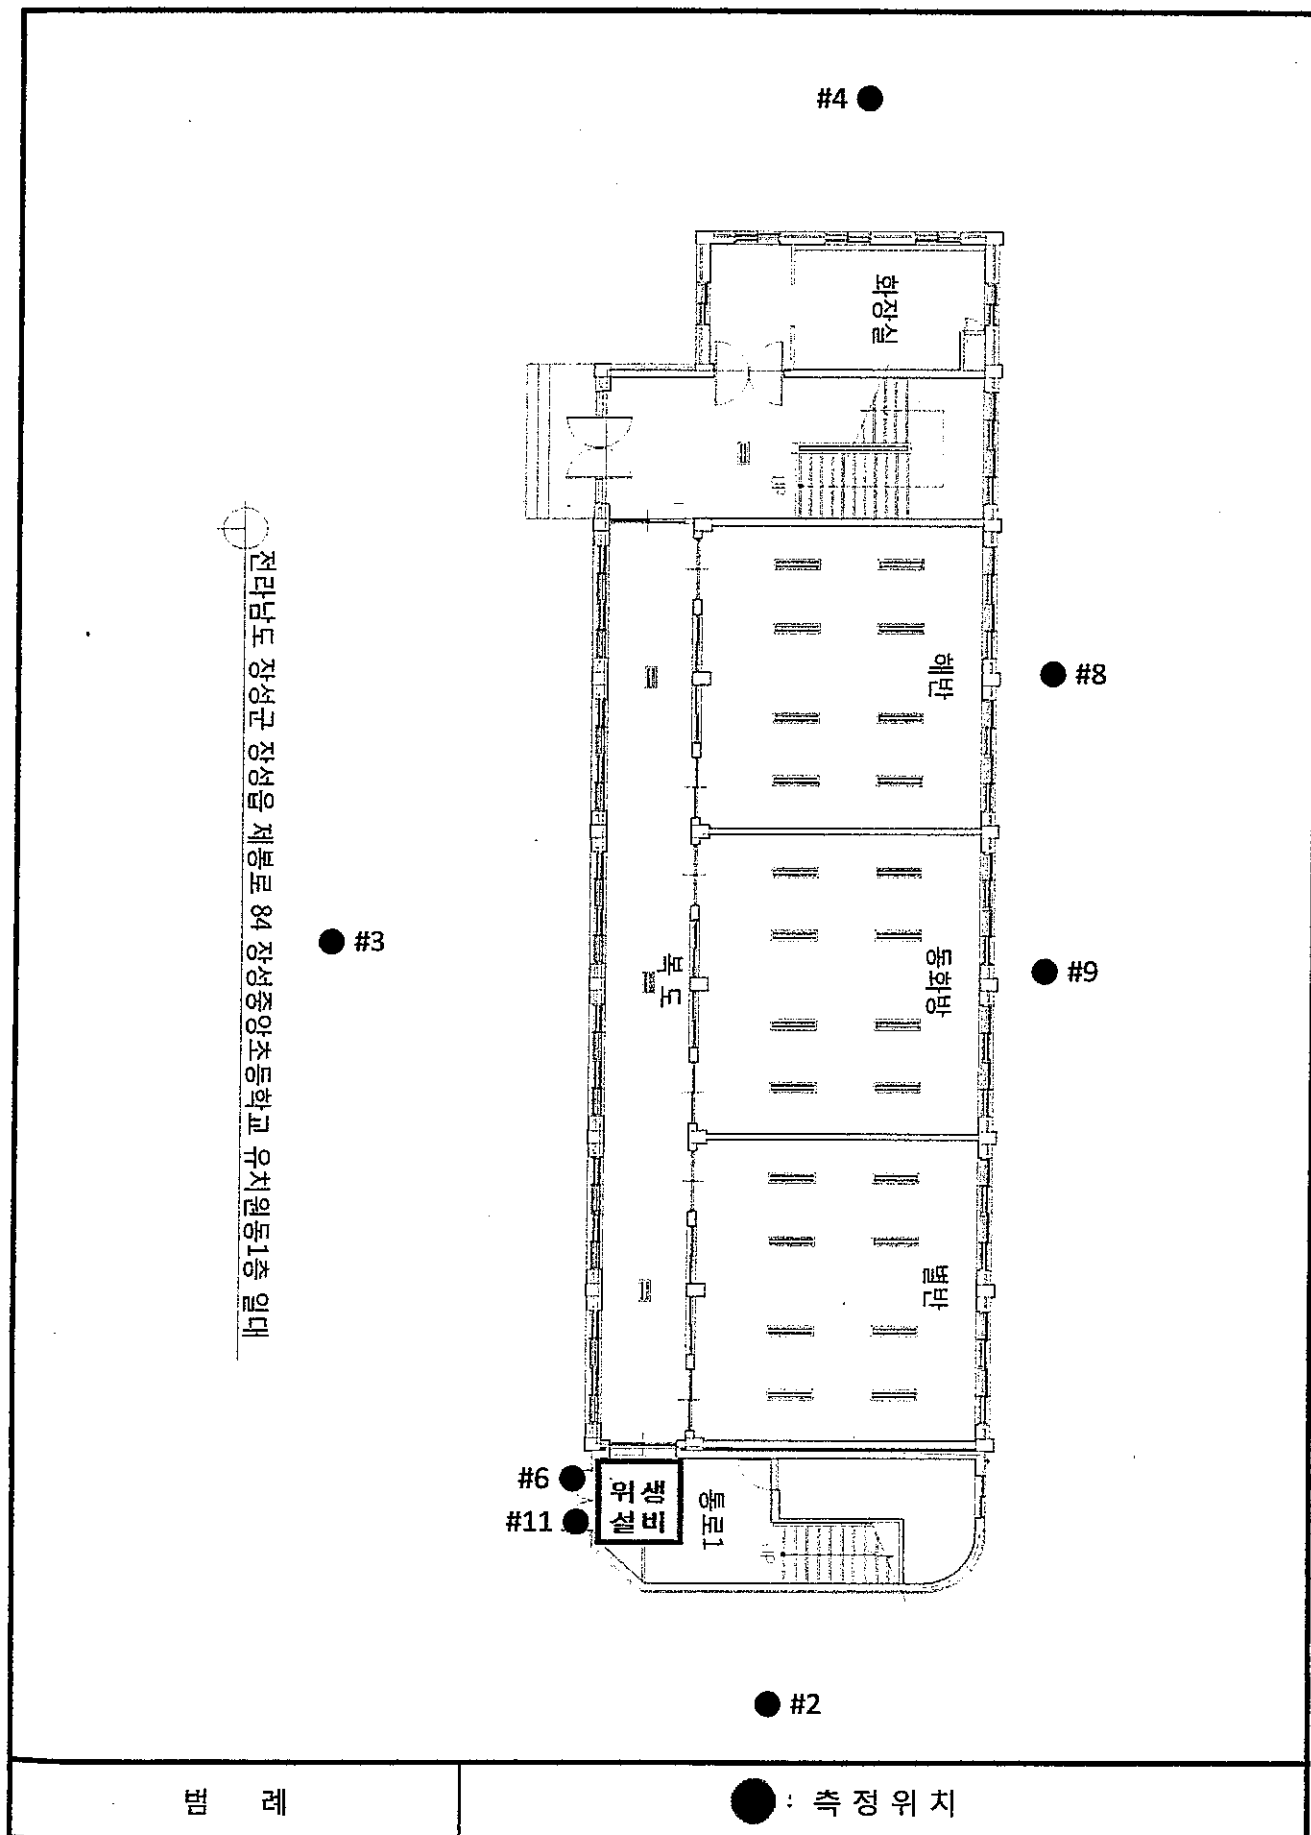 #4
화장실
UP
해반
#8
전라남도 장성군 장성읍 제봉로 84 장성중앙초등학교 유치원동1층 일대
#3
복도
동화방
#9
별반
#6
위생
설비
#11
통로1
UP
#2
범 례
: 측정위치